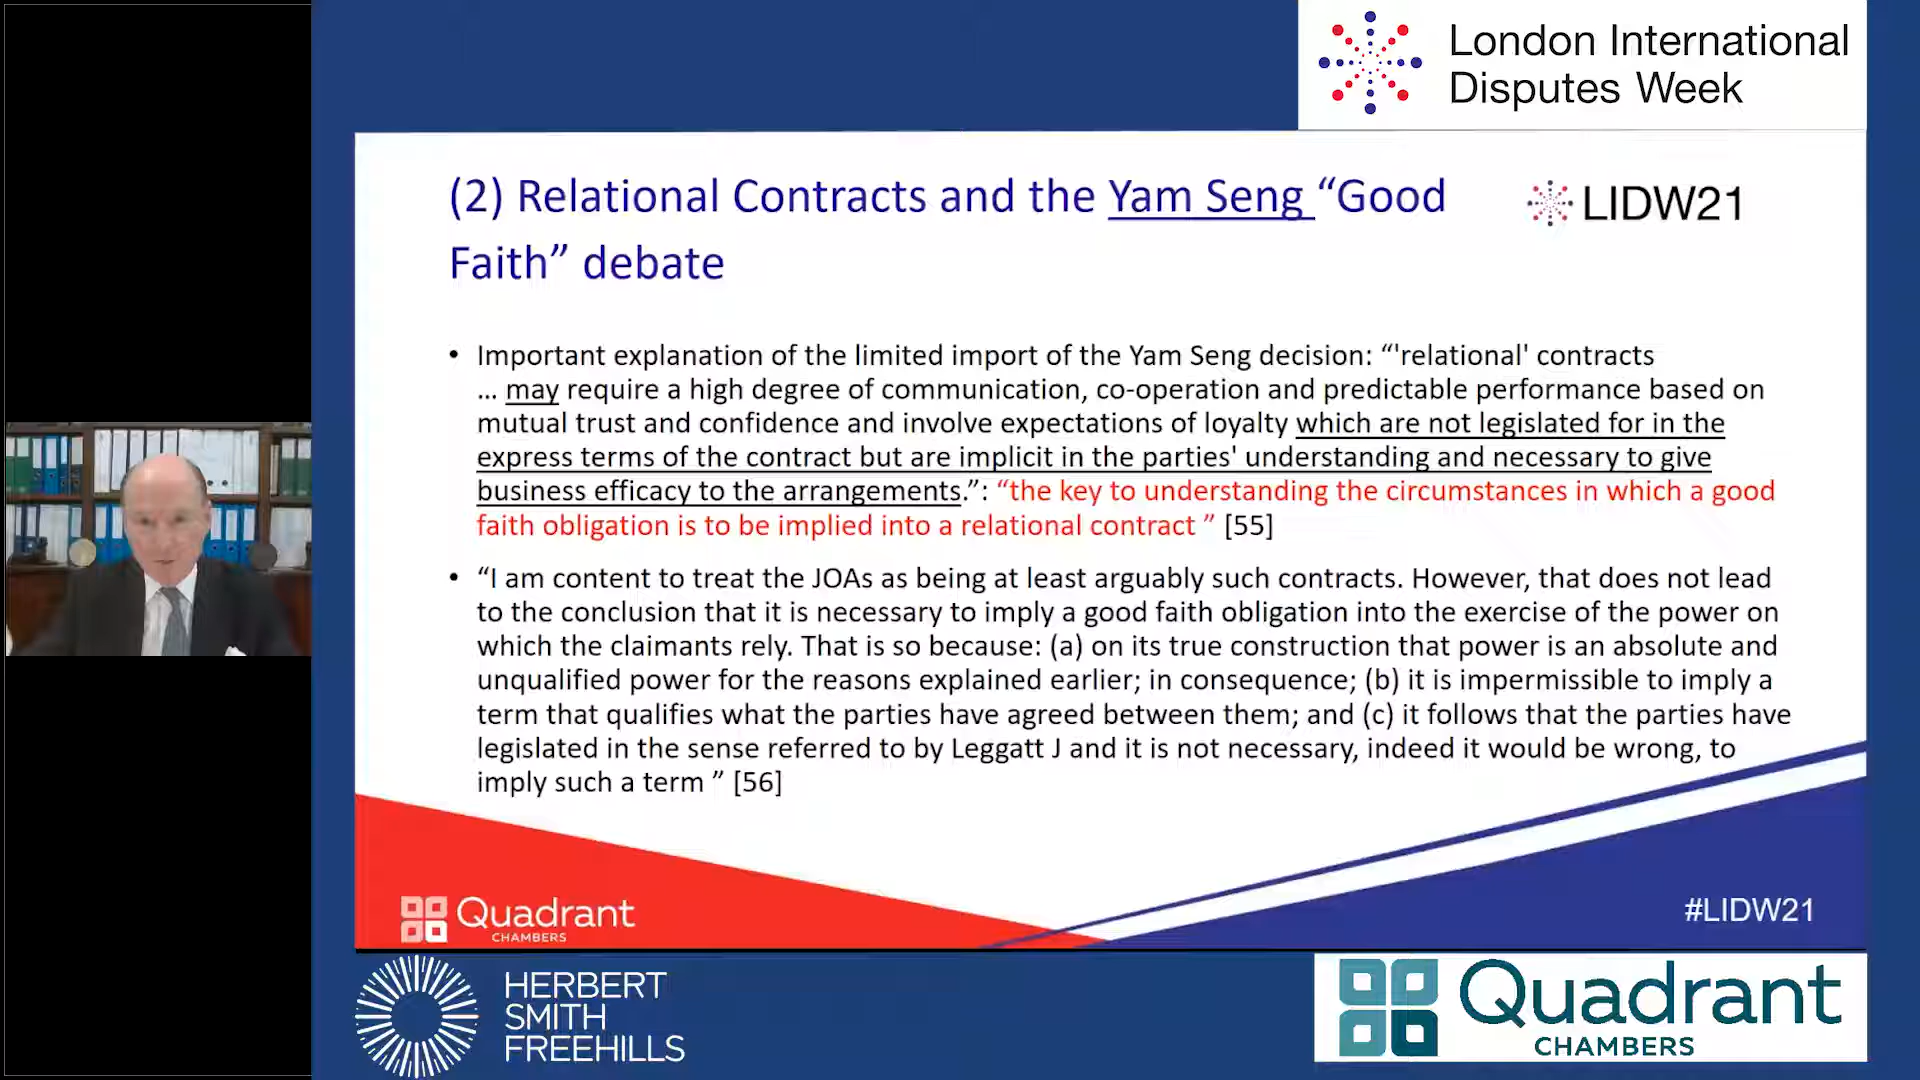 London International
Disputes Week
(2) Relational Contracts and the Yam Seng “Good
Faith” debate
LIDW21
• Important explanation of the limited import of the Yam Seng decision: “'relational' contracts
... may require a high degree of communication, co-operation and predictable performance based on
mutual trust and confidence and involve expectations of loyalty which are not legislated for in the
express terms of the contract but are implicit in the parties' understanding and necessary to give
business efficacy to the arrangements.”: “the key to understanding the circumstances in which a good
faith obligation is to be implied into a relational contract ” [55]
• “I am content to treat the JOAs as being at least arguably such contracts. However, that does not lead
to the conclusion that it is necessary to imply a good faith obligation into the exercise of the power on
which the claimants rely. That is so because: (a) on its true construction that power is an absolute and
unqualified power for the reasons explained earlier; in consequence; (b) it is impermissible to imply a
term that qualifies what the parties have agreed between them; and (c) it follows that the parties have
legislated in the sense referred to by Leggatt J and it is not necessary, indeed it would be wrong, to
imply such a term ” [56]
Quadrant
CHAMBERS
#LIDW21
HERBERT
SMITH
FREEHILLS
Quadrant
CHAMBERS